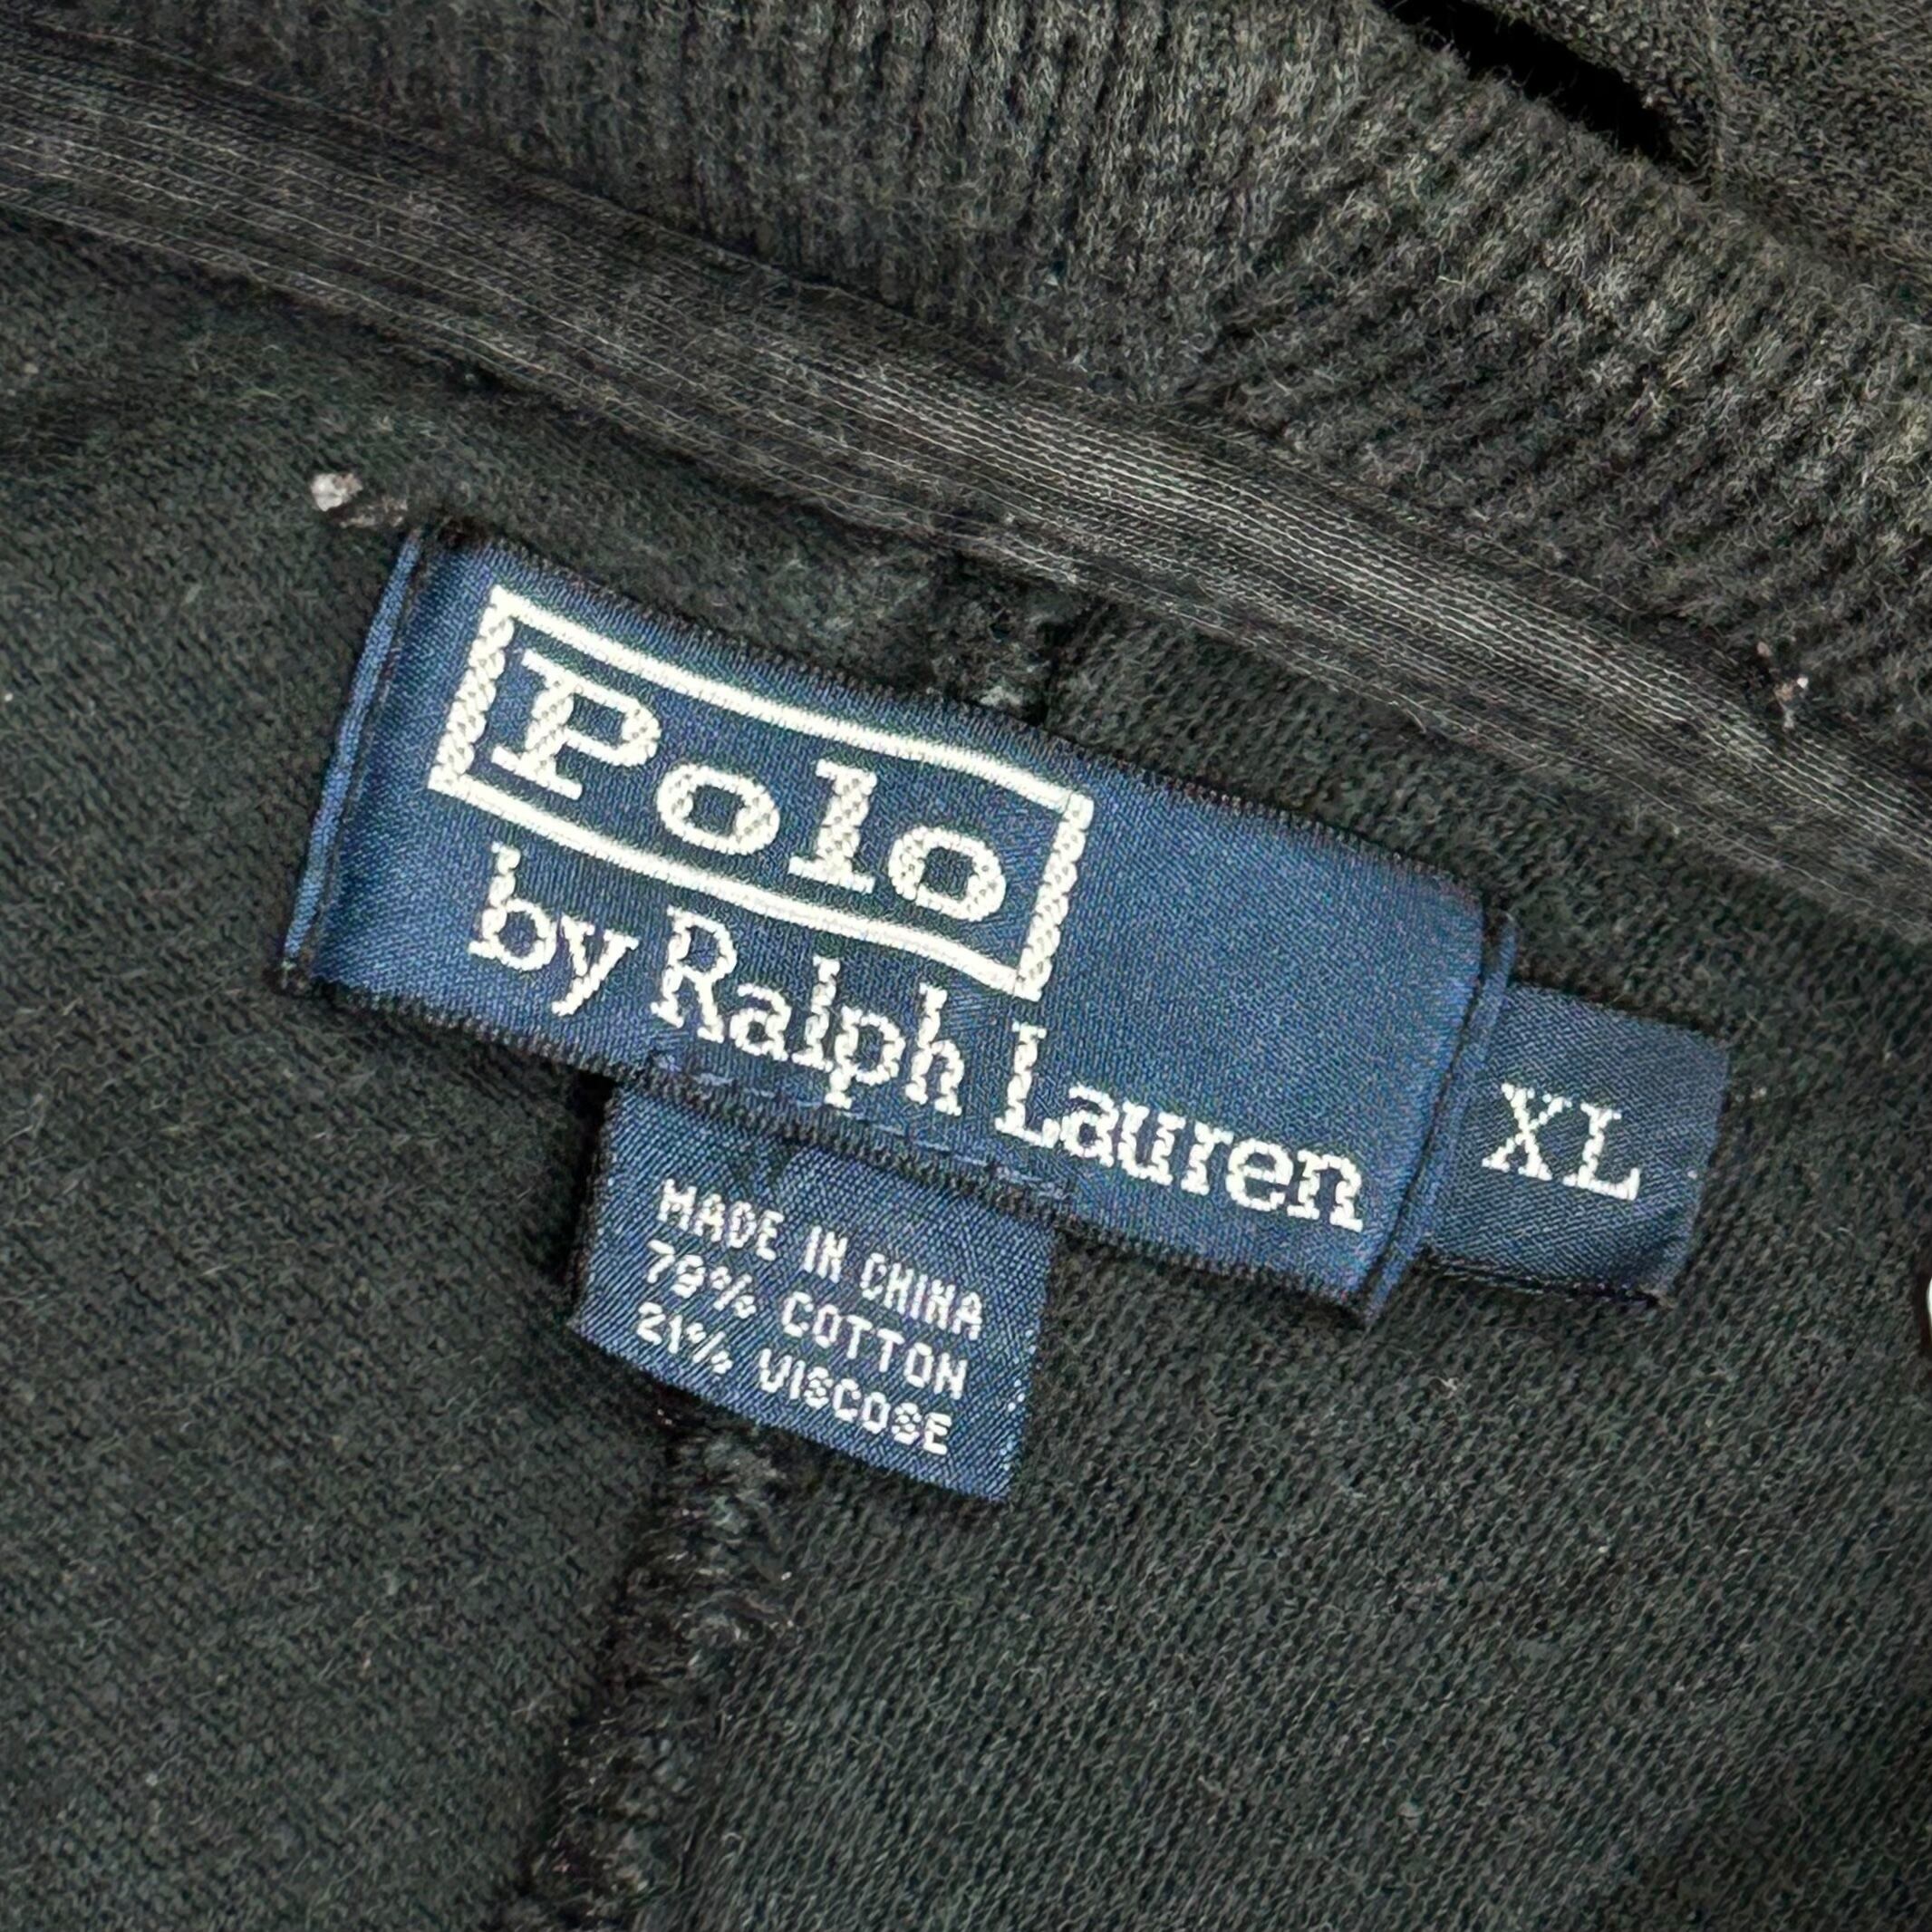 Polo
by Ralph Lauren
XL
MADE IN CHINA
79% COTTON
21% VISCOSE